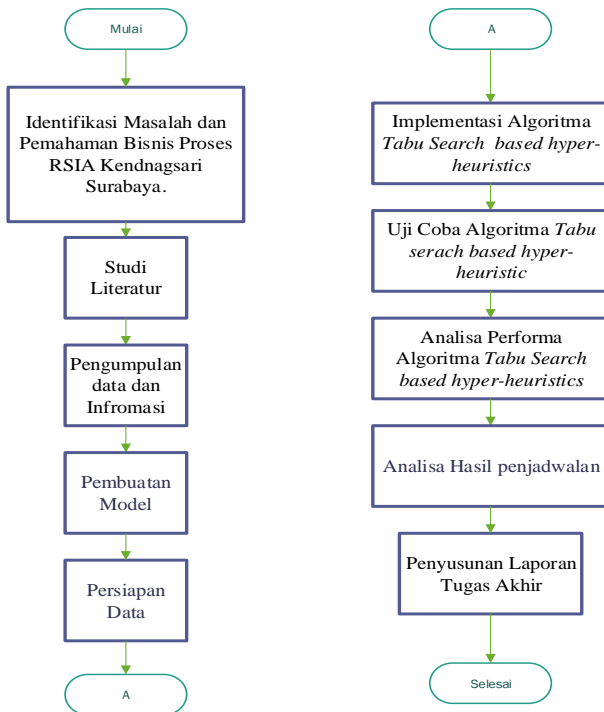 Mulai
Identifikasi Masalah dan
Pemahaman Bisnis Proses
RSIA Kendnagsari
Surabaya.
Studi
Literatur
Pengumpulan
data dan
Infromasi
Pembuatan
Model
Persiapan
Data
A
A
Implementasi Algoritma
Tabu Search based hyper-
heuristics
Uji Coba Algoritma Tabu
serach based hyper-
heuristic
Analisa Performa
Algoritma Tabu Search
based hyper-heuristics
Analisa Hasil penjadwalan
Penyusunan Laporan
Tugas Akhir
Selesai